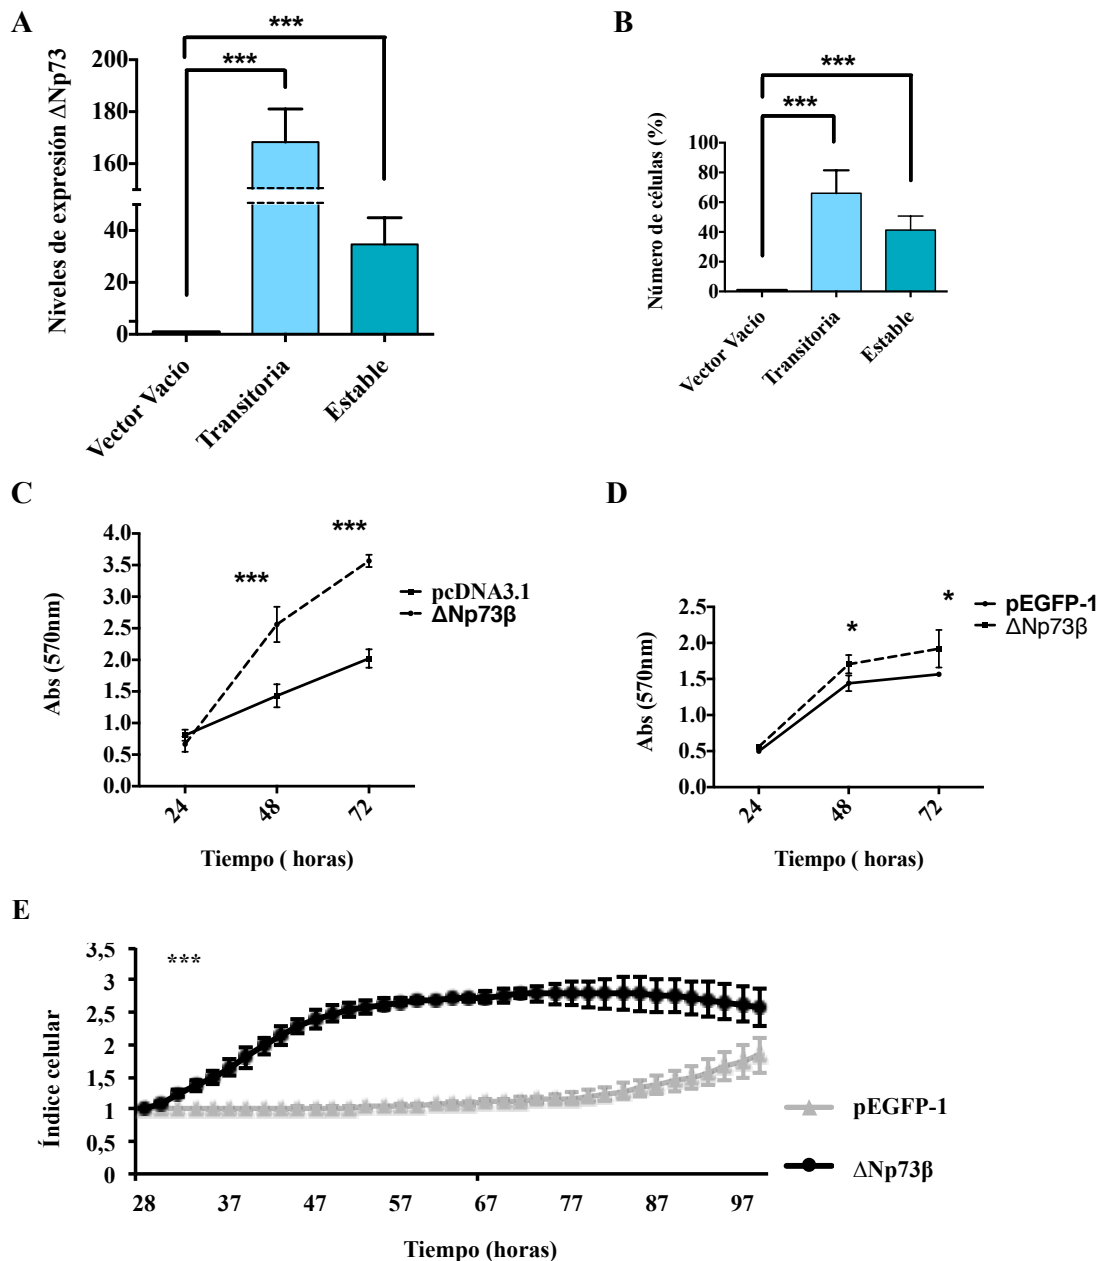 A
Niveles de expresión ΔNp73
200
180
160
40
20
0
***
***
Vector Vacío
Transitoria
Estable
B
Número de células (%)
100
80
60
40
20
0
***
***
Vector Vacío
Transitoria
Estable
C
Abs (570nm)
4.0
3.5
3.0
2.5
2.0
1.5
1.0
0.5
0.0
***
***
24
48
72
Tiempo ( horas)
pcDNA3.1
ΔNp73β
D
Abs (570nm)
2.5
2.0
1.5
1.0
0.5
0.0
*
*
24
48
72
Tiempo ( horas)
pEGFP-1
ΔNp73β
E
Índice celular
3,5
3
2,5
2
1,5
1
0,5
0
***
28 37 47 57 67 77 87 97
Tiempo (horas)
pEGFP-1
ΔNp73β